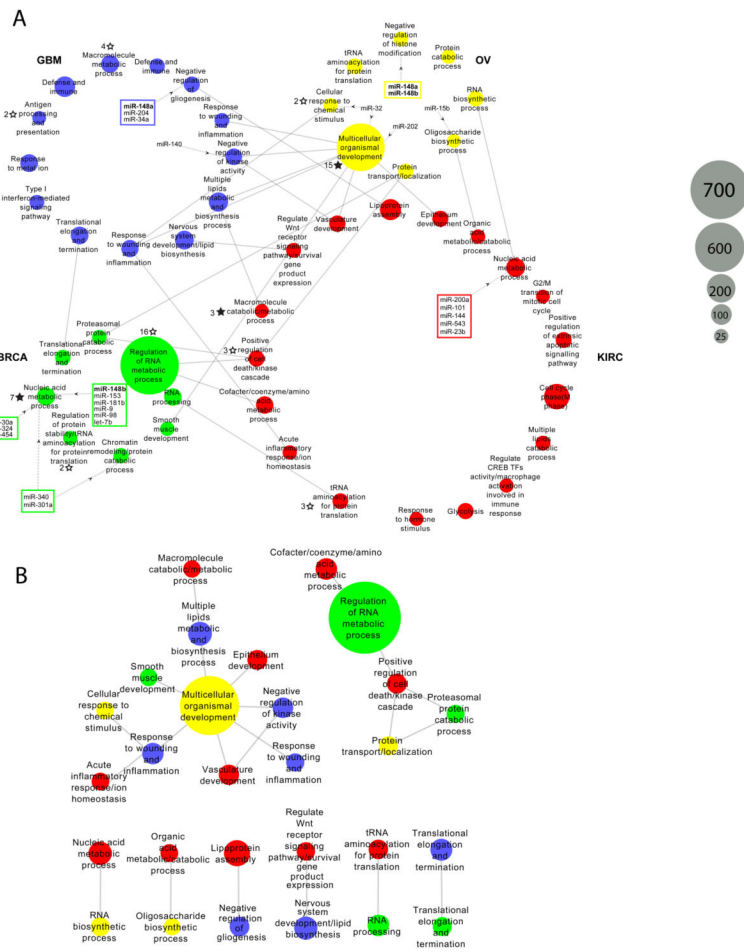 A
GBM
4☆
Macromolecule
metabolic
process
Defense and
immune
Defense and
immune
2☆
Antigen
processing
and
presentation
Response
to metal ion
Type I
interferon-mediated
signaling
pathway
Translational
elongation
and
termination
miR-148a
miR-204
miR-34a
Negative
regulation
of
gliogenesis
Response
to wounding
and
inflammation
miR-140
Negative
regulation
of kinase
activity
Multiple
lipids
metabolic
and
biosynthesis
process
Response
to wounding
and
inflammation
Nervous
system
development/lipid
biosynthesis
OV
Negative
regulation
of histone
modification
tRNA
aminoacylation
for protein
translation
Protein
catabolic
process
2☆
Cellular
response to
chemical
stimulus
miR-148a
miR-148b
miR-32
miR-15b
miR-202
RNA
biosynthetic
process
Oligosaccharide
biosynthetic
process
Multicellular
organismal
development
15★
Protein
transport/localization
Vasculature
development
Lipoprotein
assembly
Epithelium
development
Organic
acid
metabolic/catabolic
process
Regulate
Wnt
receptor
signaling
pathway/survival
gene
product
expression
Nucleic acid
metabolic
process
miR-200a
miR-101
miR-144
miR-543
miR-23b
G2/M
transition of
mitotic cell
cycle
Positive
regulation of extrinsic
apoptotic
signalling
pathway
KIRC
Cell cycle
phase(M
phase)
Multiple
lipids
catabolic
process
Regulate
CREB TFs
activity/macrophage
activation
involved in
immune
response
Glycolysis
Response
to hormone
stimulus
3★
Macromolecule
catabolic/metabolic
process
3☆
Positive
regulation
of cell
death/kinase
cascade
Cofactor/coenzyme/amino
acid
metabolic
process
Acute
inflammatory
response/ion
homeostasis
3☆
tRNA
aminoacylation
for protein
translation
BRCA
16☆
Proteasomal
protein
catabolic
process
Regulation of RNA
metabolic
process
Translational
elongation and
termination
7★
Nucleic acid
metabolic
process
miR-148b
miR-153
miR-181b
miR-9
miR-98
let-7b
-30a
-324
-454
RNA
processing
Smooth
muscle
development
Regulation
of protein
stability/RNA
aminoacylation
for protein
translation
2☆
Chromatin
remodeling/protein
catabolic
process
miR-340
miR-301a
700
600
200
100
25
B
Macromolecule
catabolic/metabolic
process
Multiple
lipids
metabolic
and
biosynthesis
process
Smooth
muscle
development
Epithelium
development
Cellular
response to
chemical
stimulus
Multicellular
organismal
development
Negative
regulation
of kinase
activity
Response
to wounding
and
inflammation
Response
to wounding
and
inflammation
Vasculature
development
Acute
inflammatory
response/ion
homeostasis
Cofacter/coenzyme/amino
acid
metabolic
process
Regulation
of RNA
metabolic
process
Positive
regulation
of cell
death/kinase
cascade
Proteasomal
protein
catabolic
process
Protein
transport/localization
Nucleic acid
metabolic
process
RNA
biosynthetic
process
Organic
acid
metabolic/catabolic
process
Oligosaccharide
biosynthetic
process
Lipoprotein
assembly
Negative
regulation
of
gliogenesis
Regulate
Wnt
receptor
signaling
pathway/survival
gene
product
expression
Nervous
system
development/lipid
biosynthesis
tRNA
aminoacylation
for protein
translation
RNA
processing
Translational
elongation and
termination
Translational
elongation and
termination